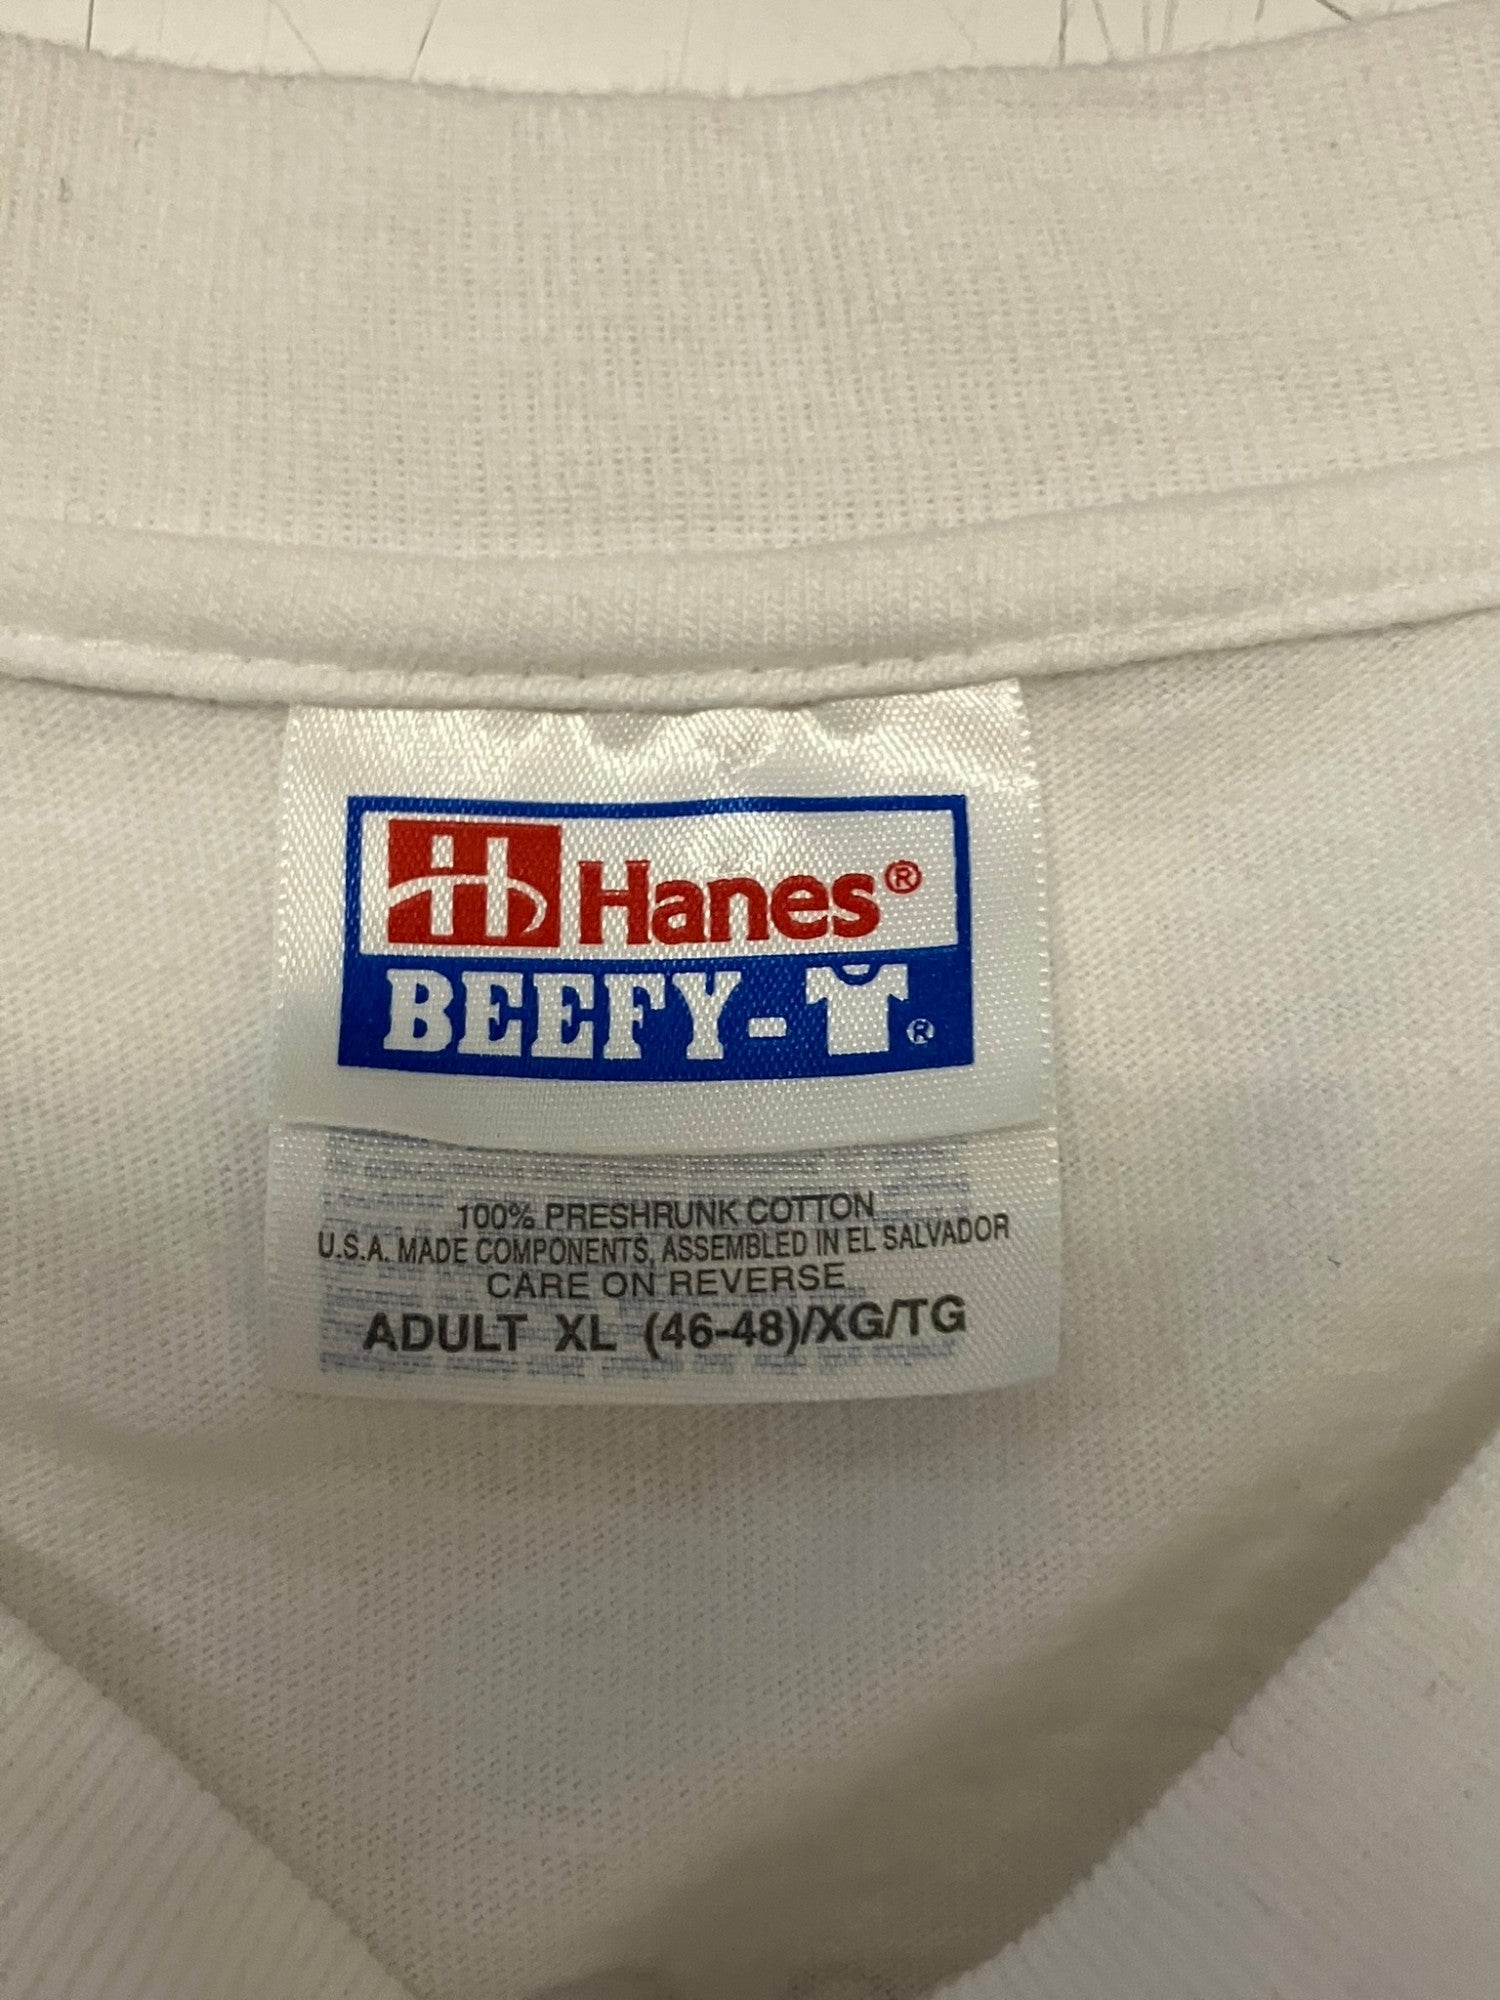 Hanes®
BEEFY-T®
100% PRESHRUNK COTTON
U.S.A. MADE COMPONENTS, ASSEMBLED IN EL SALVADOR
CARE ON REVERSE
ADULT XL (46-48)/XG/TG